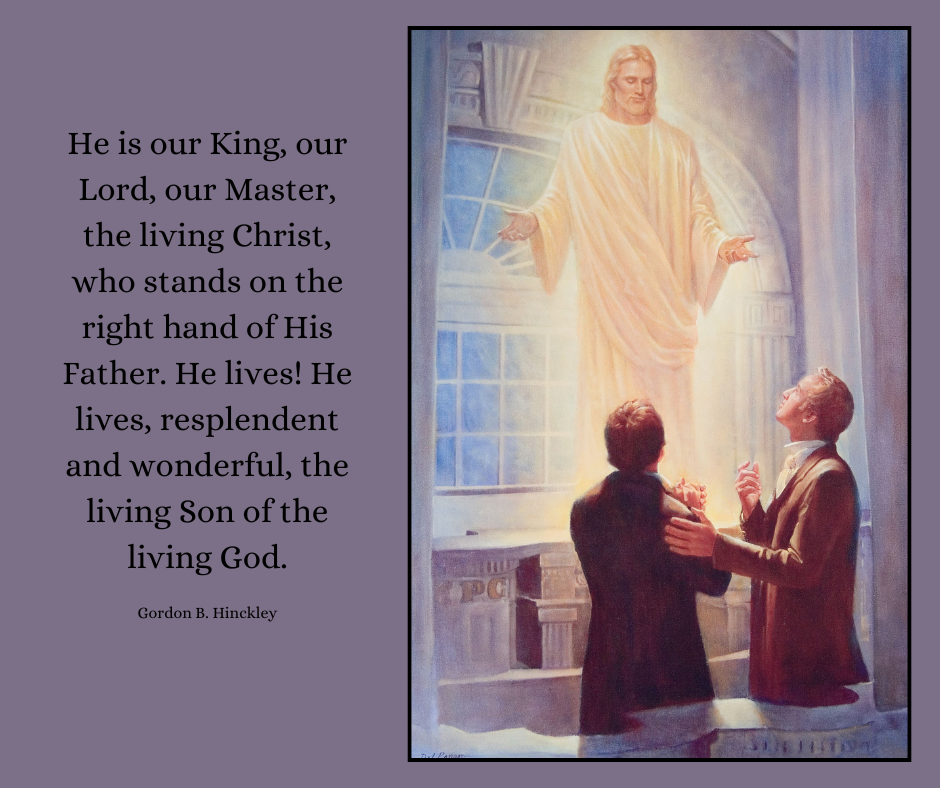 He is our King, our
Lord, our Master,
the living Christ,
who stands on the
right hand of His
Father. He lives! He
lives, resplendent
and wonderful, the
living Son of the
living God.
Gordon B. Hinckley
PC